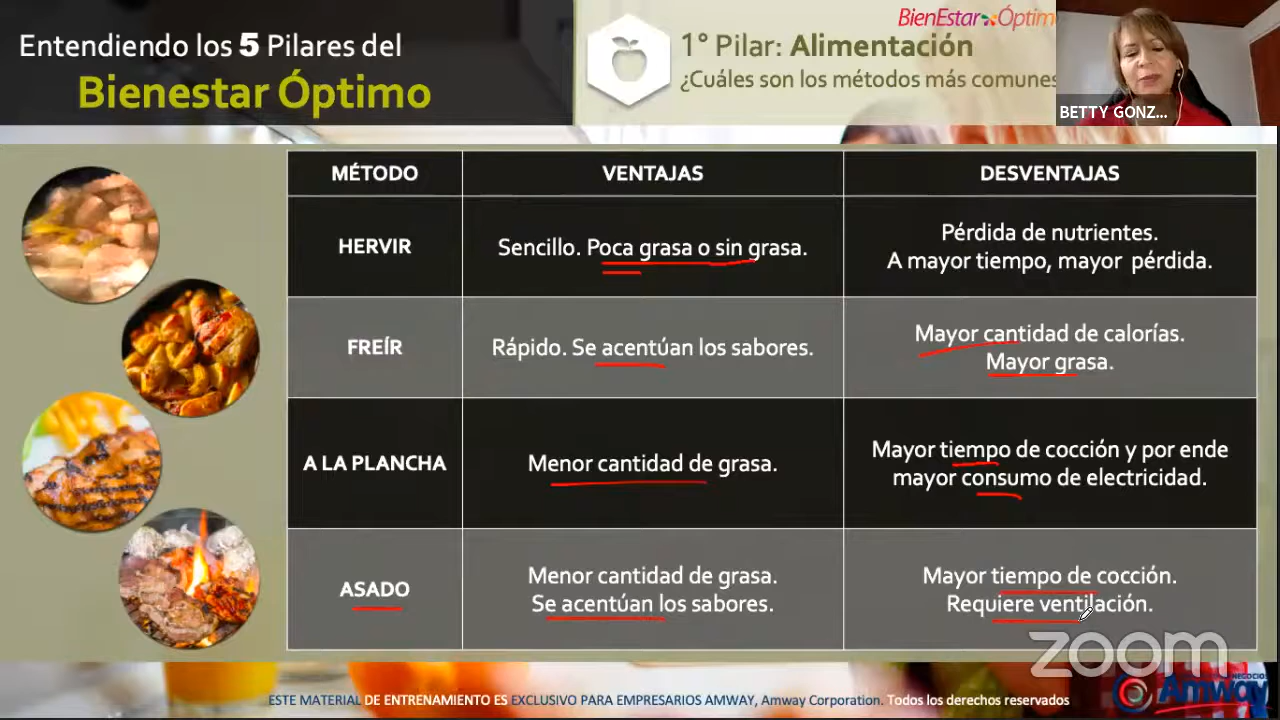 Entendiendo los 5 Pilares del
Bienestar Óptimo
BienEstar Óptimo
1° Pilar: Alimentación
¿Cuáles son los métodos más comunes
BETTY GONZ...
MÉTODO VENTAJAS DESVENTAJAS
HERVIR
Sencillo. Poca grasa o sin grasa.
Pérdida de nutrientes.
A mayor tiempo, mayor pérdida.
FREÍR
Rápido. Se acentúan los sabores.
Mayor cantidad de calorías.
Mayor grasa.
A LA PLANCHA
Menor cantidad de grasa.
Mayor tiempo de cocción y por ende
mayor consumo de electricidad.
ASADO
Menor cantidad de grasa.
Se acentúan los sabores.
Mayor tiempo de cocción.
Requiere ventilación.
zoom
ESTE MATERIAL DE ENTRENAMIENTO ES EXCLUSIVO PARA EMPRESARIOS AMWAY, Amway Corporation. Todos los derechos reservados
Amway